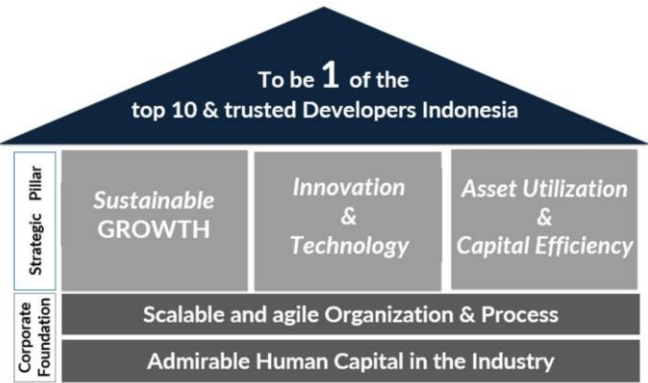 To be 1 of the
top 10 & trusted Developers Indonesia
Strategic Pillar
Sustainable
GROWTH
Innovation
&
Technology
Asset Utilization
&
Capital Efficiency
Corporate
Foundation
Scalable and agile Organization & Process
Admirable Human Capital in the Industry